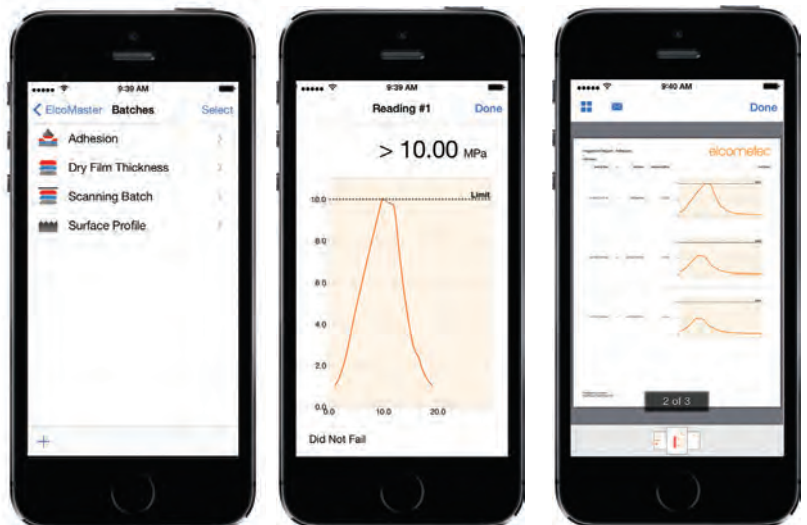 9:39 AM
ElcoMaster Batches Select
Adhesion
Dry Film Thickness
Scanning Batch
Surface Profile
+
9:39 AM
Reading #1 Done
> 10.00 MPa
Limit
10.0
8.0
6.0
4.0
2.0
0.0
0.0 10.0 20.0
Did Not Fail
9:40 AM
Done
elcometer
2 of 3